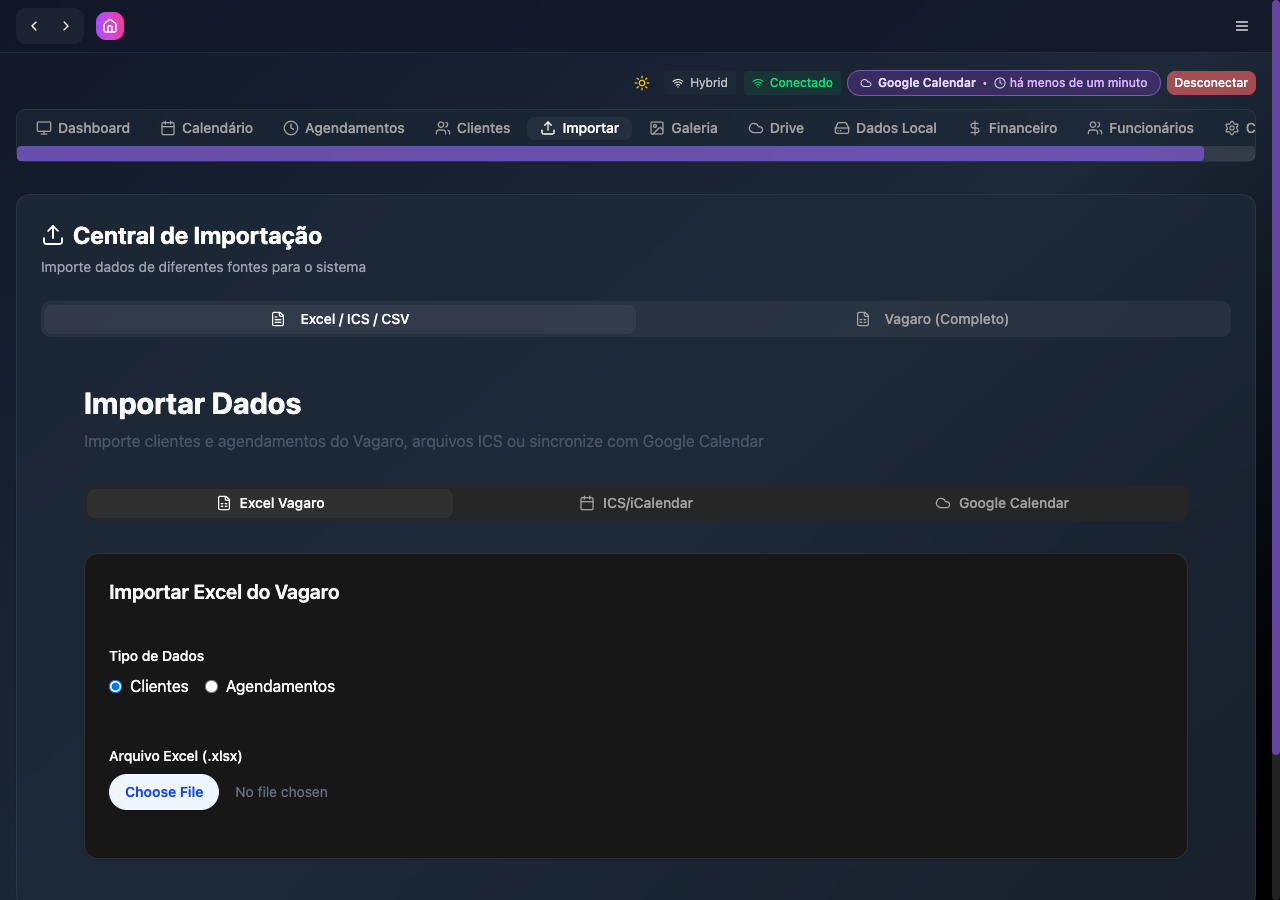 Hybrid
Conectado
Google Calendar • há menos de um minuto
Desconectar
Dashboard
Calendário
Agendamentos
Clientes
Importar
Galeria
Drive
Dados Local
Financeiro
Funcionários
C
Central de Importação
Importe dados de diferentes fontes para o sistema
Excel / ICS / CSV
Vagaro (Completo)
Importar Dados
Importe clientes e agendamentos do Vagaro, arquivos ICS ou sincronize com Google Calendar
Excel Vagaro
ICS/iCalendar
Google Calendar
Importar Excel do Vagaro
Tipo de Dados
Clientes
Agendamentos
Arquivo Excel (.xlsx)
Choose File
No file chosen